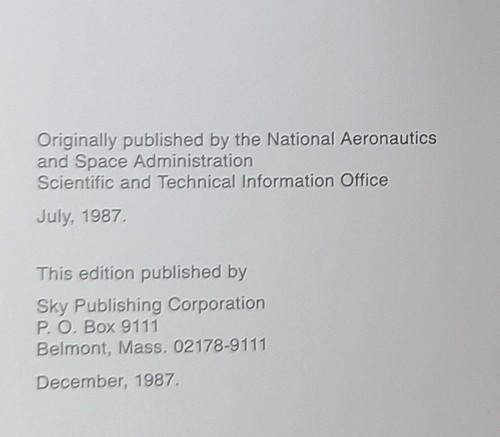 Originally published by the National Aeronautics
and Space Administration
Scientific and Technical Information Office
July, 1987.
This edition published by
Sky Publishing Corporation
P. O. Box 9111
Belmont, Mass. 02178-9111
December, 1987.